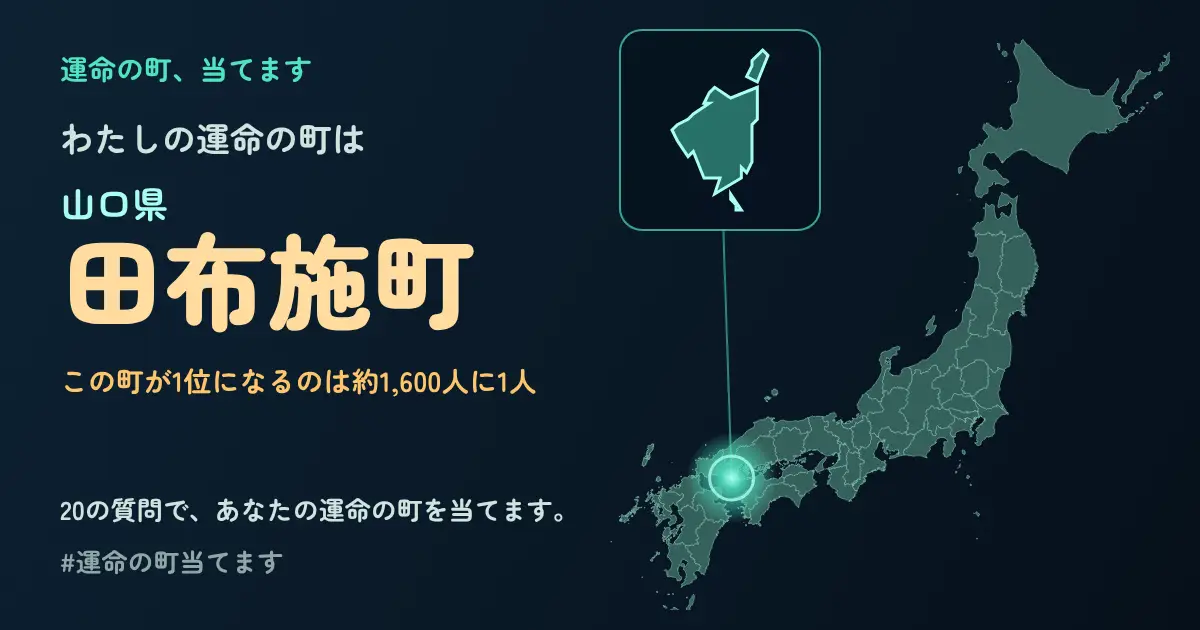 運命の町、当てます
わたしの運命の町は
山口県
田布施町
この町が1位になるのは約1,600人に1人
20の質問で、あなたの運命の町を当てます。
#運命の町当てます